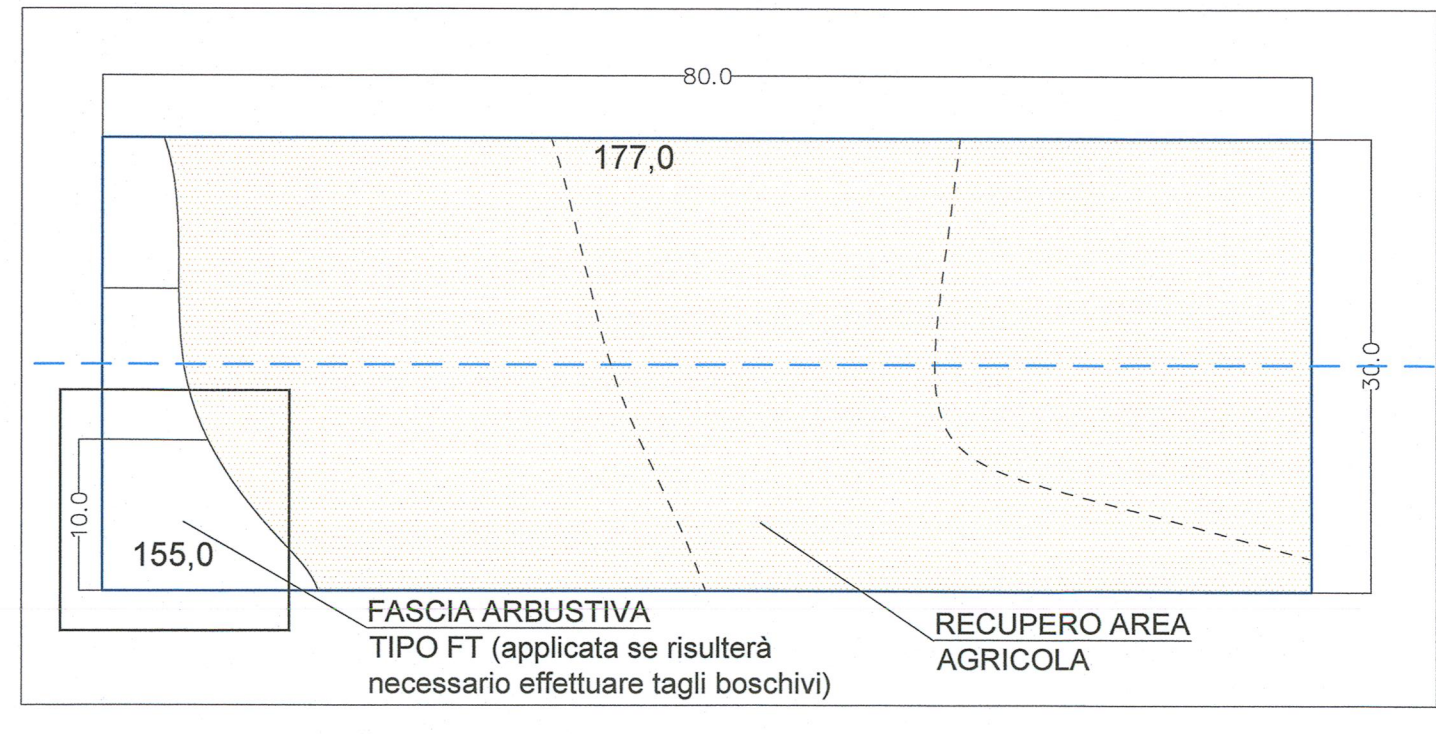 80.0
177,0
30.0
10.0
155,0
FASCIA ARBUSTIVA
TIPO FT (applicata se risulterà
necessario effettuare tagli boschivi)
RECUPERO AREA
AGRICOLA